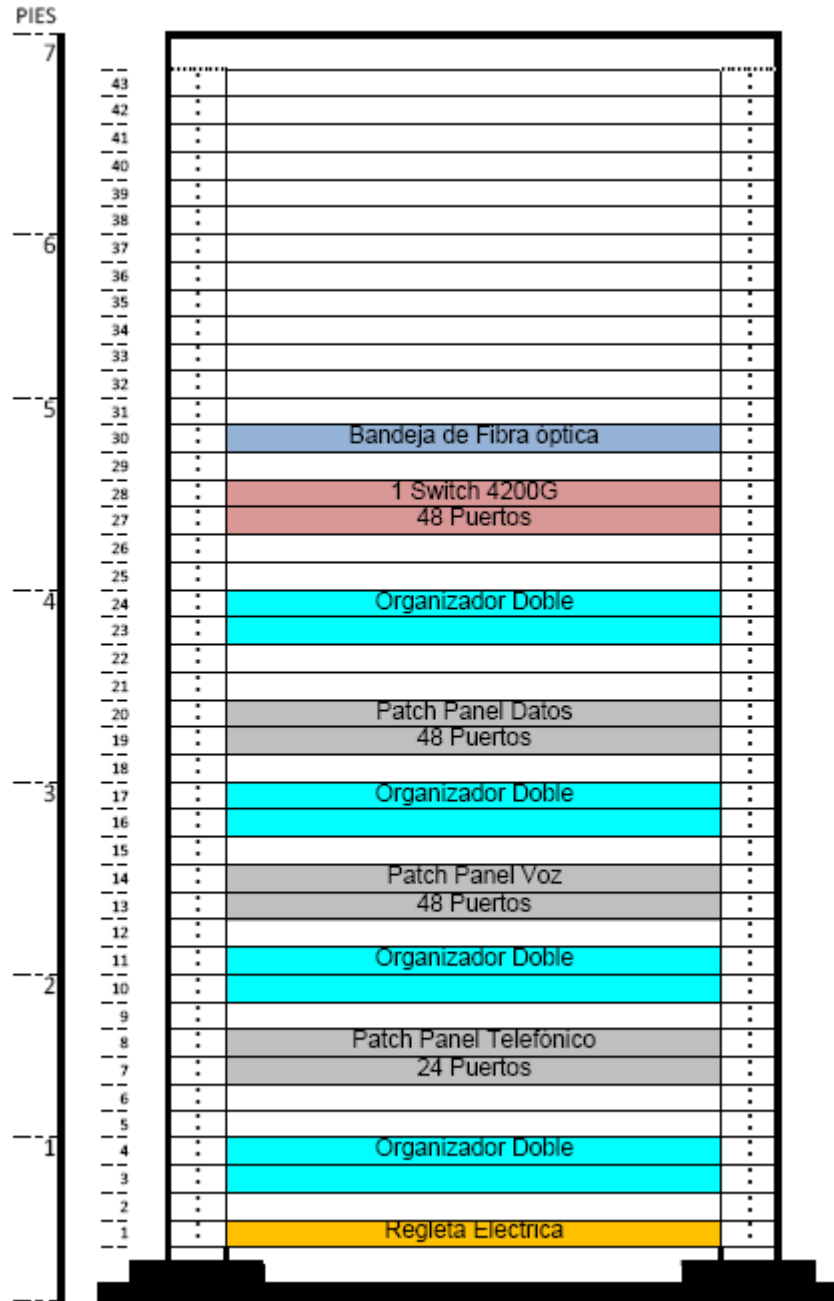 PIES
7
43
42
41
40
39
38
6
37
36
35
34
33
32
5
31
30 Bandeja de Fibra óptica
29
28 1 Switch 4200G
27 48 Puertos
26
25
4
24 Organizador Doble
23
22
21
20 Patch Panel Datos
19 48 Puertos
18
3
17 Organizador Doble
16
15
14 Patch Panel Voz
13 48 Puertos
12
11 Organizador Doble
2
10
9
8 Patch Panel Telefónico
7 24 Puertos
6
5
1
4 Organizador Doble
3
2
1 Regleta Electrica